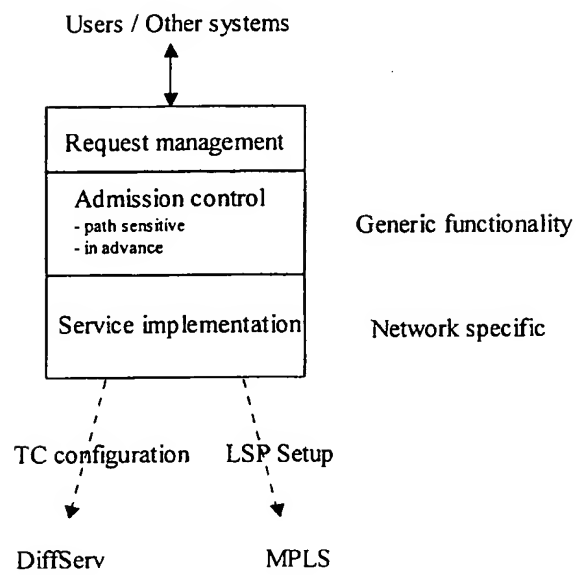 Users / Other systems
Request management
Admission control
- path sensitive
- in advance
Generic functionality
Service implementation
Network specific
TC configuration
LSP Setup
DiffServ
MPLS